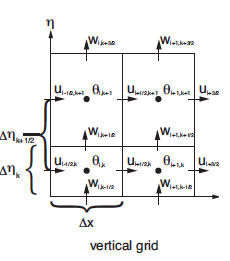 η
W i,k+3/2 W i+1,k+3/2
U i-1/2,k+1 θ i,k+1 U i+1/2,k+1 θ i+1,k+1 U i+3/2
Δη k+1/2 W i,k+1/2 W i+1,k+1/2
Δη k U i-1/2,k θ i,k U i+1/2,k θ i+1,k U i+3/2,
W i,k-1/2 W i+1,k-1/2
Δx
vertical grid